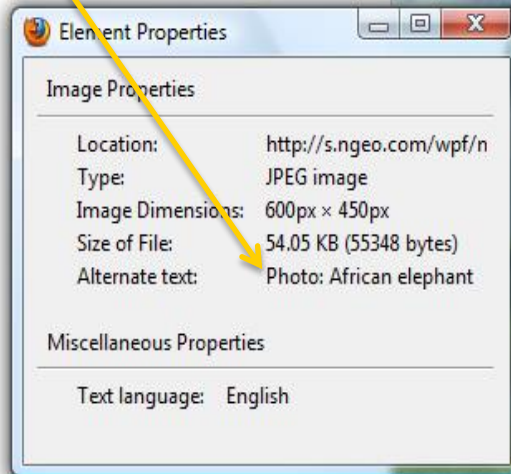 Element Properties
Image Properties
Location: http://s.ngeo.com/wpf/n
Type: JPEG image
Image Dimensions: 600px × 450px
Size of File: 54.05 KB (55348 bytes)
Alternate text: Photo: African elephant
Miscellaneous Properties
Text language: English